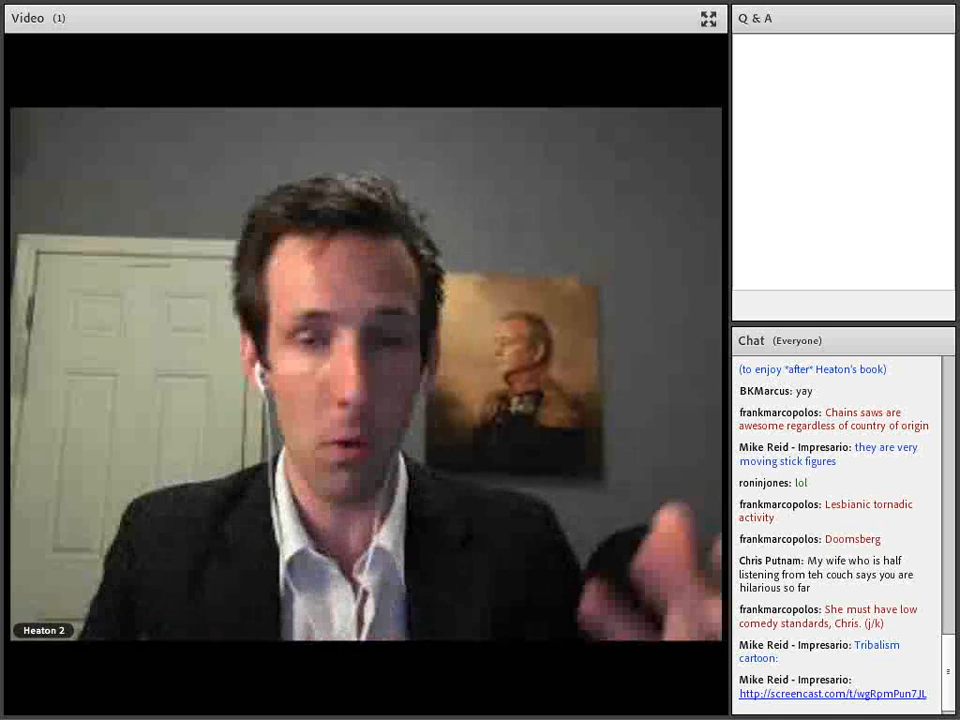 Video (1)
Heaton 2
Q & A
Chat (Everyone)
(to enjoy *after* Heaton's book)
BKMarcus: yay
frankmarcopolos: Chains saws are
awesome regardless of country of origin
Mike Reid - Impresario: they are very
moving stick figures
roninjones: lol
frankmarcopolos: Lesbianic tornadic
activity
frankmarcopolos: Doomsberg
Chris Putnam: My wife who is half
listening from teh couch says you are
hilarious so far
frankmarcopolos: She must have low
comedy standards, Chris. (j/k)
Mike Reid - Impresario: Tribalism
cartoon:
Mike Reid - Impresario:
http://screencast.com/t/wgRpmPun7JL